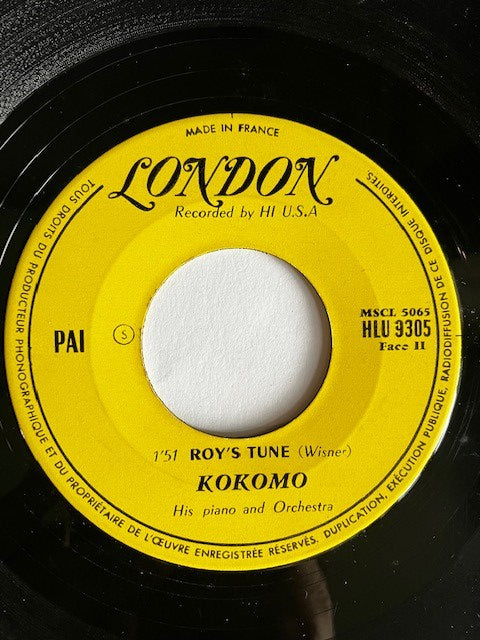 MADE IN FRANCE
LONDON
Recorded by HI U.S.A
TOUS DROITS DU PRODUCTEUR PHONOGRAPHIQUE ET DU PROPRIÉTAIRE DE L'ŒUVRE ENREGISTRÉE RÉSERVÉS. DUPLICATION, EXÉCUTION PUBLIQUE, RADIODIFFUSION DE CE DISQUE INTERDITES
PAI
S
MSCL 5065
HLU 9305
Face II
1'51 ROY'S TUNE (Wisner)
KOKOMO
His piano and Orchestra